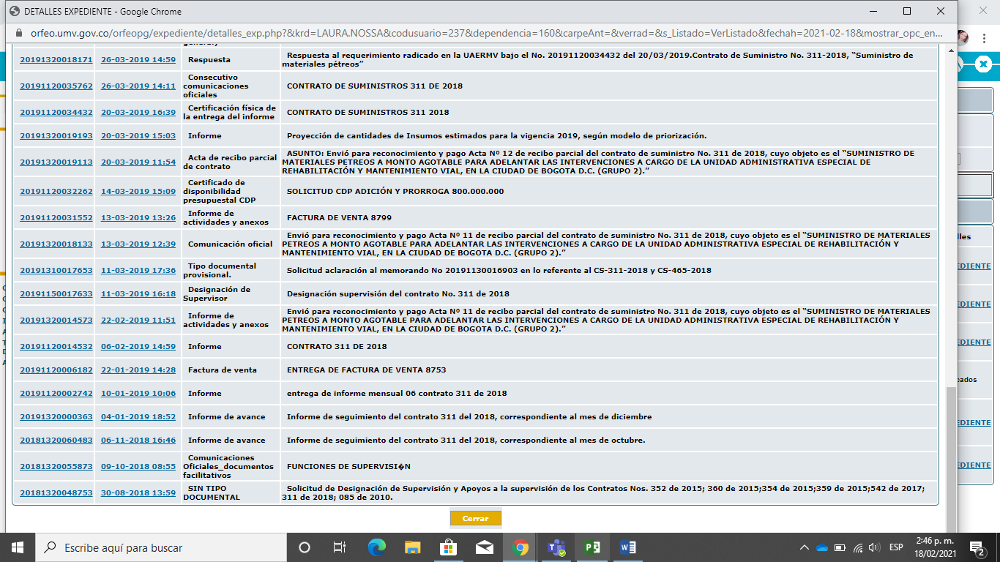 DETALLES EXPEDIENTE - Google Chrome
orfeo.umv.gov.co/orfeopg/expediente/detalles_exp.php?&krd=LAURA.NOSSA&codusuario=237&dependencia=160&carpeAnt=&verrad=&s_Listado=VerListado&fechah=2021-02-18&mostrar_opc_en...
20191320018171 26-03-2019 14:59 Respuesta Respuesta al requerimiento radicado en la UAERMV bajo el No. 20191120034432 del 20/03/2019.Contrato de Suministro No. 311-2018, “Suministro de
materiales pétreos”
20191120035762 26-03-2019 14:11 Consecutivo
comunicaciones
oficiales
CONTRATO DE SUMINISTROS 311 DE 2018
20191120034432 20-03-2019 16:39 Certificación física de
la entrega del informe
CONTRATO DE SUMINISTROS 311 2018
20191320019193 20-03-2019 15:03 Informe Proyección de cantidades de Insumos estimados para la vigencia 2019, según modelo de priorización.
20191320019113 20-03-2019 11:54 Acta de recibo parcial
de contrato
ASUNTO: Envió para reconocimiento y pago Acta Nº 12 de recibo parcial del contrato de suministro No. 311 de 2018, cuyo objeto es el “SUMINISTRO DE
MATERIALES PETREOS A MONTO AGOTABLE PARA ADELANTAR LAS INTERVENCIONES A CARGO DE LA UNIDAD ADMINISTRATIVA ESPECIAL DE
REHABILITACIÓN Y MANTENIMIENTO VIAL, EN LA CIUDAD DE BOGOTA D.C. (GRUPO 2).”
20191120032262 14-03-2019 15:09 Certificado de
disponibilidad
presupuestal CDP
SOLICITUD CDP ADICIÓN Y PRORROGA 800.000.000
20191120031552 13-03-2019 13:26 Informe de
actividades y anexos
FACTURA DE VENTA 8799
20191320018133 13-03-2019 12:39 Comunicación oficial Envió para reconocimiento y pago Acta Nº 11 de recibo parcial del contrato de suministro No. 311 de 2018, cuyo objeto es el “SUMINISTRO DE MATERIALES
PETREOS A MONTO AGOTABLE PARA ADELANTAR LAS INTERVENCIONES A CARGO DE LA UNIDAD ADMINISTRATIVA ESPECIAL DE REHABILITACIÓN Y
MANTENIMIENTO VIAL, EN LA CIUDAD DE BOGOTA D.C. (GRUPO 2).”
20191310017653 11-03-2019 17:36 Tipo documental
provisional.
Solicitud aclaración al memorando No 20191130016903 en lo referente al CS-311-2018 y CS-465-2018
20191150017633 11-03-2019 16:18 Designación de
Supervisor
Designación supervisión del contrato No. 311 de 2018
20191320014573 22-02-2019 11:51 Informe de
actividades y anexos
Envió para reconocimiento y pago Acta Nº 11 de recibo parcial del contrato de suministro No. 311 de 2018, cuyo objeto es el “SUMINISTRO DE MATERIALES
PETREOS A MONTO AGOTABLE PARA ADELANTAR LAS INTERVENCIONES A CARGO DE LA UNIDAD ADMINISTRATIVA ESPECIAL DE REHABILITACIÓN Y
MANTENIMIENTO VIAL, EN LA CIUDAD DE BOGOTA D.C. (GRUPO 2).”
20191120014532 06-02-2019 14:59 Informe CONTRATO 311 DE 2018
20191120006182 22-01-2019 14:28 Factura de venta ENTREGA DE FACTURA DE VENTA 8753
20191120002742 10-01-2019 10:06 Informe entrega de informe mensual 06 contrato 311 de 2018
20191320000363 04-01-2019 18:52 Informe de avance Informe de seguimiento del contrato 311 del 2018, correspondiente al mes de diciembre
20181320060483 06-11-2018 16:46 Informe de avance Informe de seguimiento del contrato 311 del 2018, correspondiente al mes de octubre.
20181320055873 09-10-2018 08:55 Comunicaciones
Oficiales_documentos
facilitativos
FUNCIONES DE SUPERVISI�N
20181320048753 30-08-2018 13:59 SIN TIPO
DOCUMENTAL
Solicitud de Designación de Supervisión y Apoyos a la supervisión de los Contratos Nos. 352 de 2015; 360 de 2015;354 de 2015;359 de 2015;542 de 2017;
311 de 2018; 085 de 2010.
Cerrar
lles
EDIENTE
EDIENTE
EDIENTE
cados
EDIENTE
EDIENTE
Escribe aquí para buscar
ESP
2:46 p. m.
18/02/2021
2